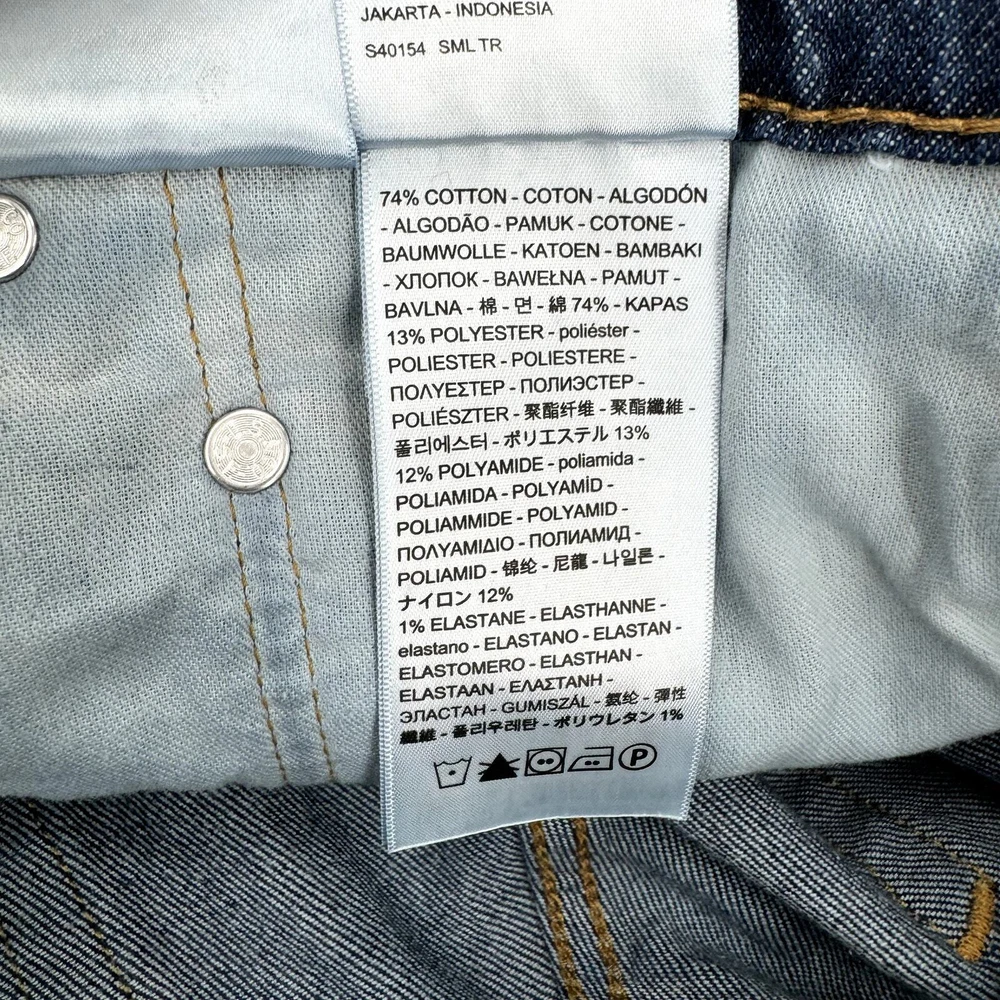 JAKARTA - INDONESIA
S40154 SML TR
74% COTTON - COTON - ALGODÓN
- ALGODÃO - PAMUK - COTONE -
BAUMWOLLE - KATOEN - BAMBAKI
- ХЛОПОК - BAWEŁNA - PAMUT -
BAVLNA - 棉 - 면 - 綿 74% - KAPAS
13% POLYESTER - poliéster -
POLIESTER - POLIESTERE -
ΠΟΛΥΕΣΤΕΡ - ПОЛИЭСТЕР -
POLIÉSZTER - 聚酯纤维 - 聚酯纖維 -
폴리에스터 - ポリエステル 13%
12% POLYAMIDE - poliamida -
POLIAMIDA - POLYAMİD -
POLIAMMIDE - POLYAMID -
ΠΟΛΥΑΜΙΔΙΟ - ПОЛИАМИД -
POLIAMID - 锦纶 - 尼龍 - 나일론 -
ナイロン 12%
1% ELASTANE - ELASTHANNE -
elastano - ELASTANO - ELASTAN -
ELASTOMERO - ELASTHAN -
ELASTAAN - ΕΛΑΣΤΑΝΗ -
ЭЛАСТАН - GUMISZÁL - 氨纶 - 彈性
纖維 - 폴리우레탄 - ポリウレタン 1%
P